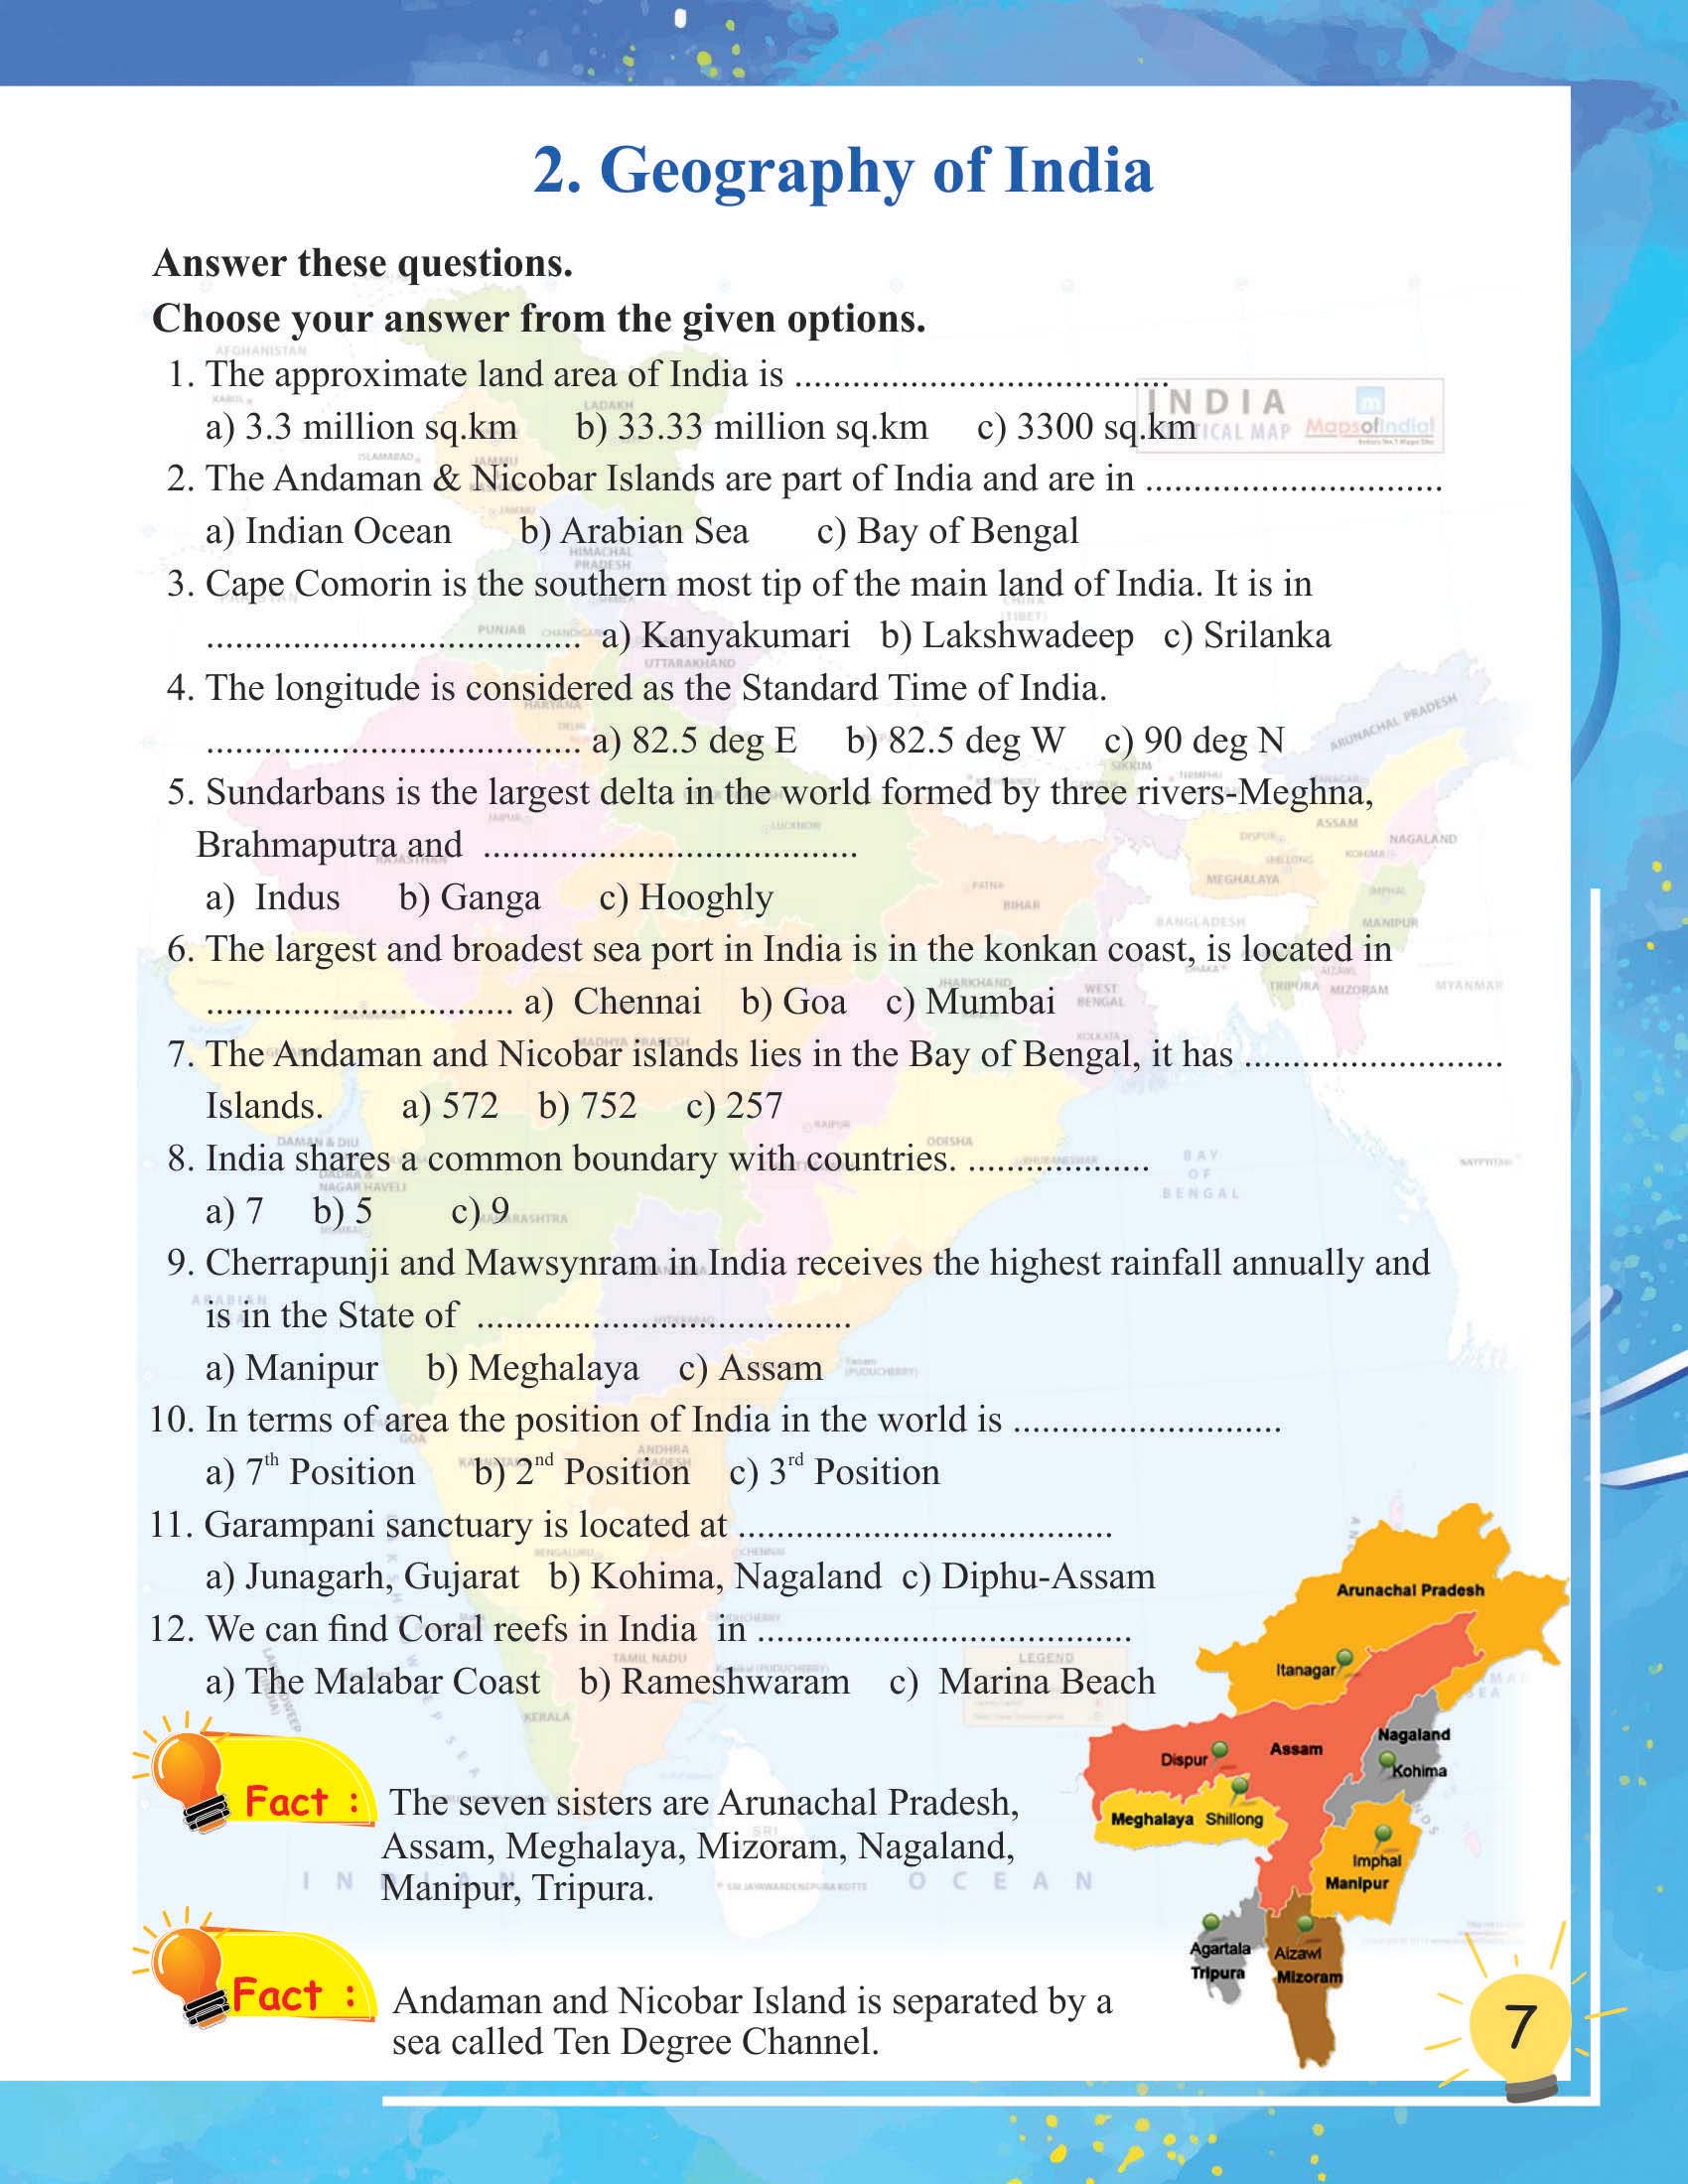 2. Geography of India
Answer these questions.
Choose your answer from the given options.
1. The approximate land area of India is .......................................
a) 3.3 million sq.km b) 33.33 million sq.km c) 3300 sq.km
INDIA
MapsofIndia
2. The Andaman & Nicobar Islands are part of India and are in ...............................
a) Indian Ocean b) Arabian Sea c) Bay of Bengal
3. Cape Comorin is the southern most tip of the main land of India. It is in
....................................... a) Kanyakumari b) Lakshwadeep c) Srilanka
4. The longitude is considered as the Standard Time of India.
....................................... a) 82.5 deg E b) 82.5 deg W c) 90 deg N
5. Sundarbans is the largest delta in the world formed by three rivers-Meghna,
Brahmaputra and .......................................
a) Indus b) Ganga c) Hooghly
6. The largest and broadest sea port in India is in the konkan coast, is located in
................................ a) Chennai b) Goa c) Mumbai
7. The Andaman and Nicobar islands lies in the Bay of Bengal, it has ...........................
Islands. a) 572 b) 752 c) 257
8. India shares a common boundary with countries. ...................
a) 7 b) 5 c) 9
9. Cherrapunji and Mawsynram in India receives the highest rainfall annually and
is in the State of .......................................
a) Manipur b) Meghalaya c) Assam
10. In terms of area the position of India in the world is ............................
a) 7th Position b) 2nd Position c) 3rd Position
11. Garampani sanctuary is located at .......................................
a) Junagarh, Gujarat b) Kohima, Nagaland c) Diphu-Assam
12. We can find Coral reefs in India in .......................................
a) The Malabar Coast b) Rameshwaram c) Marina Beach
Fact :
The seven sisters are Arunachal Pradesh,
Assam, Meghalaya, Mizoram, Nagaland,
Manipur, Tripura.
Fact :
Andaman and Nicobar Island is separated by a
sea called Ten Degree Channel.
Arunachal Pradesh
Itanagar
Nagaland
Kohima
Dispur
Assam
Meghalaya Shillong
Imphal
Manipur
Agartala
Tripura
Aizawl
Mizoram
7